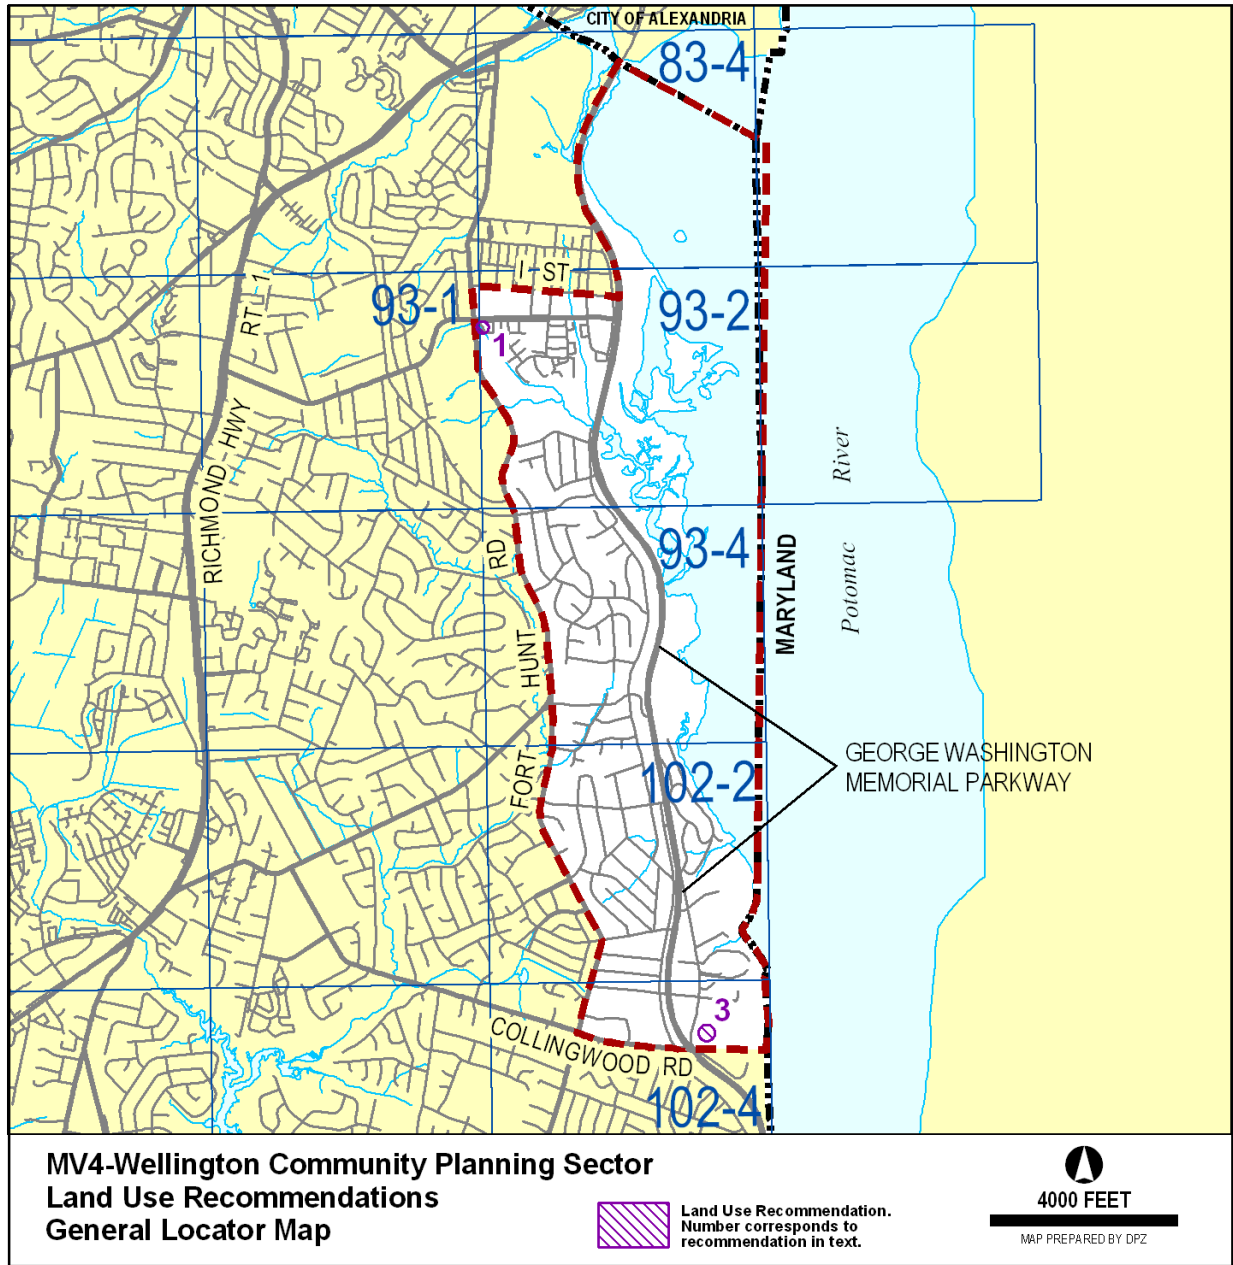 CITY OF ALEXANDRIA
83-4
I ST
93-1
93-2
RT 1
1
RICHMOND HWY
River
93-4
RD
MARYLAND
Potomac
HUNT
GEORGE WASHINGTON
MEMORIAL PARKWAY
102-2
FORT
3
COLLINGWOOD RD
102-4
MV4-Wellington Community Planning Sector
Land Use Recommendations
General Locator Map
Land Use Recommendation.
Number corresponds to
recommendation in text.
4000 FEET
MAP PREPARED BY DPZ